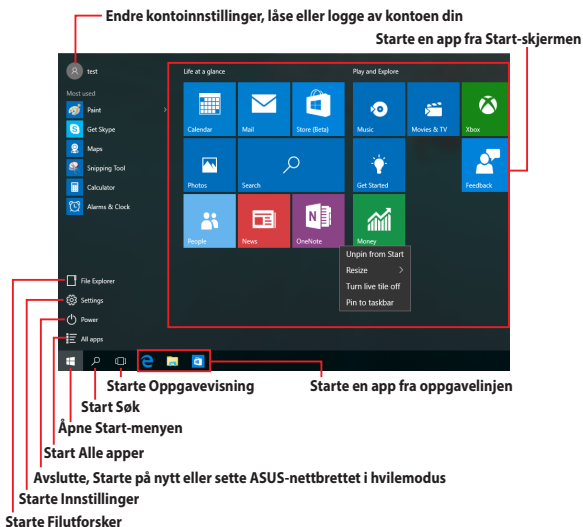 Endre kontoinnstillinger, låse eller logge av kontoen din
Starte en app fra Start-skjermen
test
Most used
Paint
Get Skype
Maps
Snipping Tool
Calculator
Alarms & Clock
File Explorer
Settings
Power
All apps
Life at a glance
Play and Explore
Calendar
Mail
Store (Beta)
Music
Movies & TV
Xbox
Photos
Search
Get Started
Feedback
People
News
OneNote
Money
Unpin from Start
Resize
Turn live tile off
Pin to taskbar
Starte Oppgavevisning
Starte en app fra oppgavelinjen
Start Søk
Åpne Start-menyen
Start Alle apper
Avslutte, Starte på nytt eller sette ASUS-nettbrettet i hvilemodus
Starte Innstillinger
Starte Filutforsker